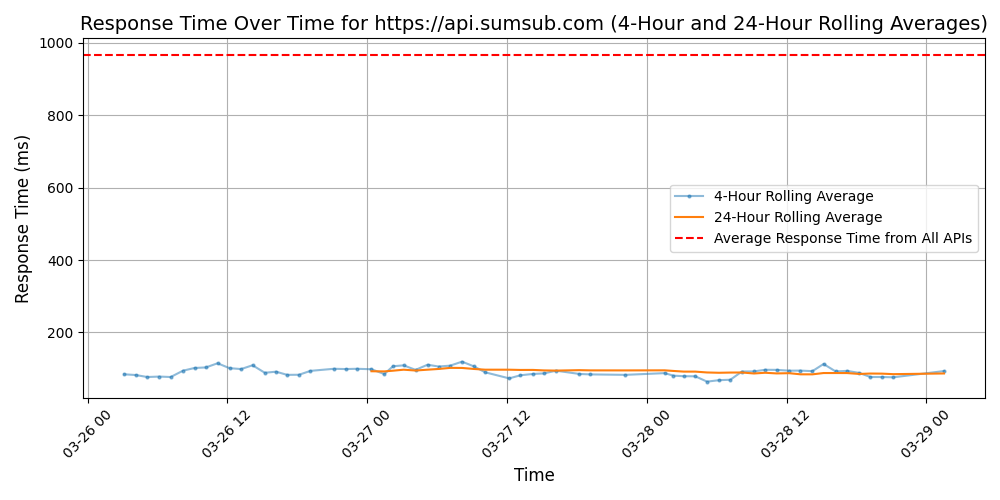 Response Time Over Time for https://api.sumsub.com (4-Hour and 24-Hour Rolling Averages)
Response Time (ms)
1000
800
600
400
200
4-Hour Rolling Average
24-Hour Rolling Average
Average Response Time from All APIs
03-26 00
03-26 12
03-27 00
03-27 12
03-28 00
03-28 12
03-29 00
Time